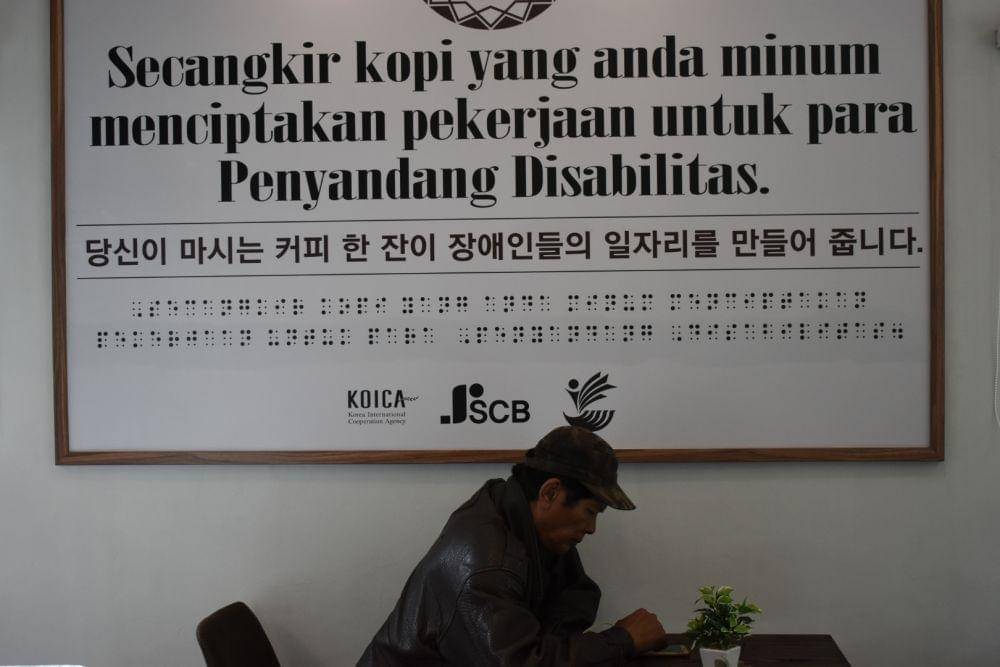 Secangkir kopi yang anda minum
menciptakan pekerjaan untuk para
Penyandang Disabilitas.
당신이 마시는 커피 한 잔이 장애인들의 일자리를 만들어 줍니다.
KOICA
Korea International
Cooperation Agency
SCB